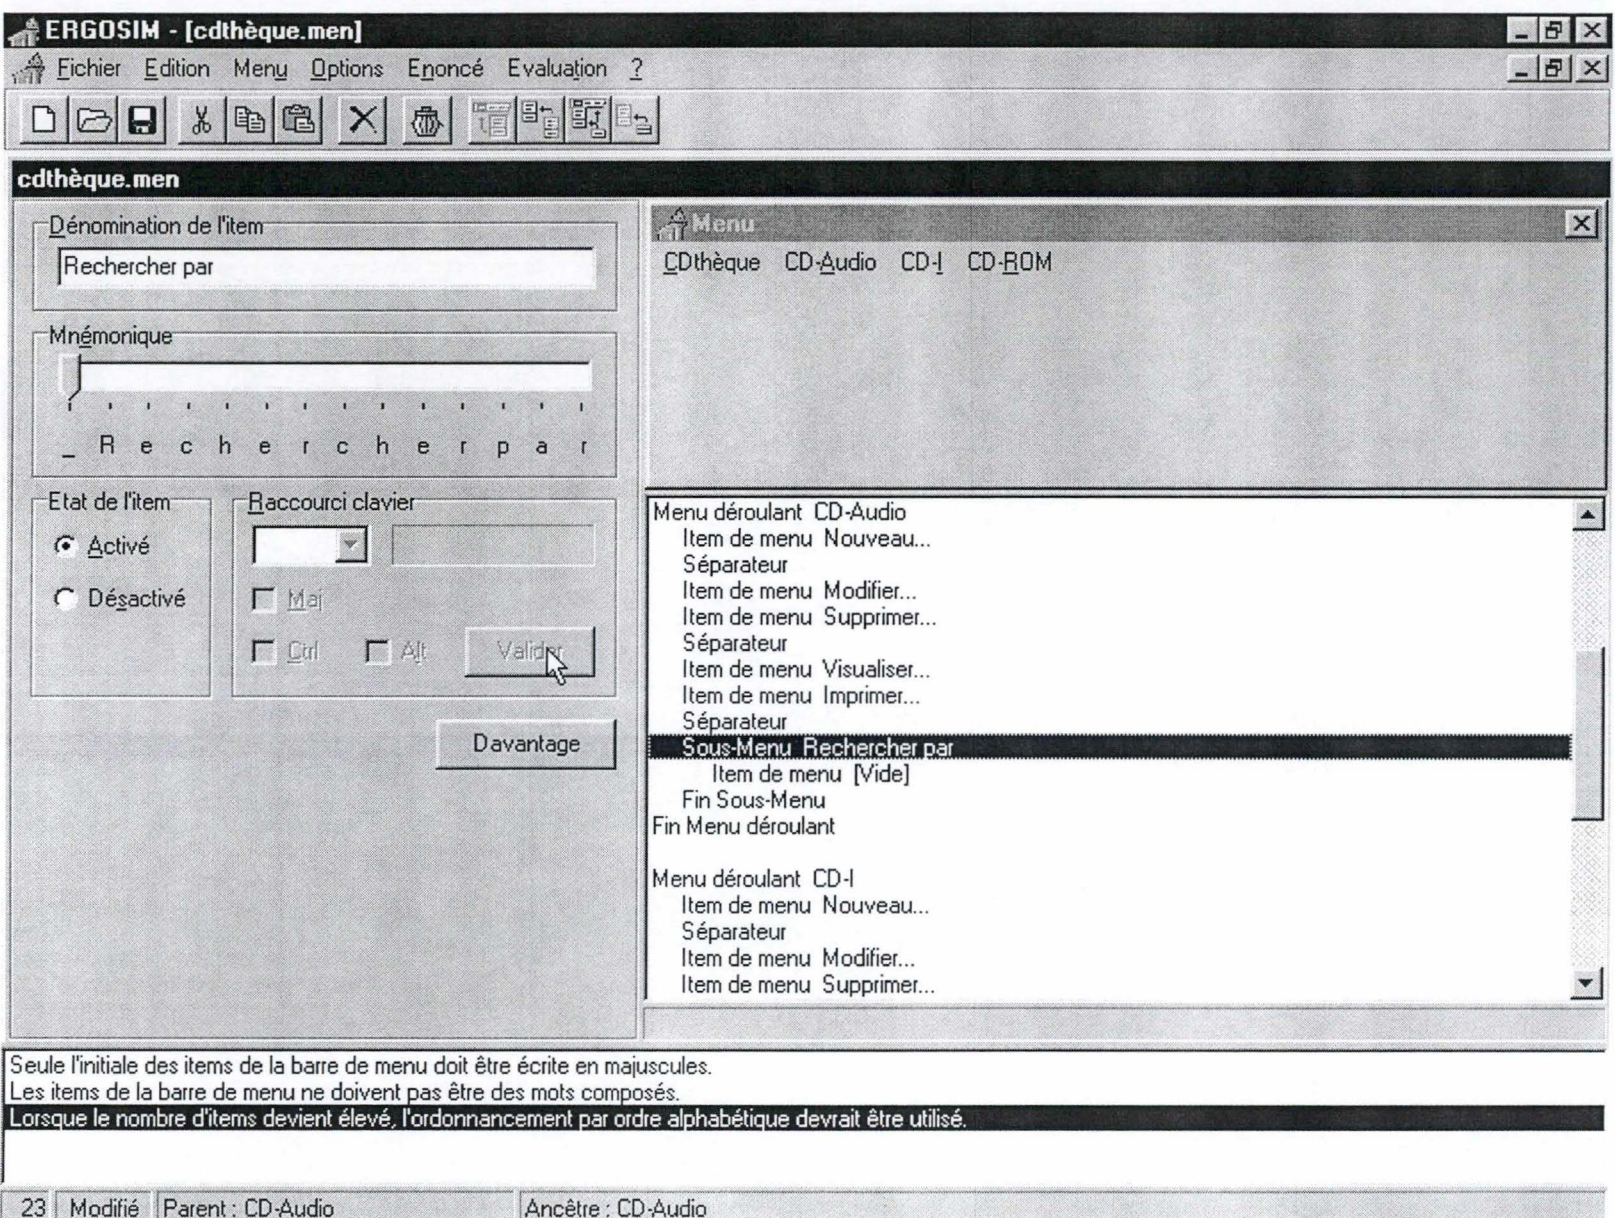 ERGOSIM - [cdthèque.men]
Fichier Edition Menu Options Enoncé Evaluation ?
cdthèque.men
Dénomination de l'item
Rechercher par
Mnémonique
_ R e c h e r c h e r p a r
Etat de l'item
Activé
Désactivé
Raccourci clavier
Maj
Ctrl Alt Valider
Davantage
Menu
CDthèque CD-Audio CD-I CD-ROM
Menu déroulant CD-Audio
Item de menu Nouveau...
Séparateur
Item de menu Modifier...
Item de menu Supprimer...
Séparateur
Item de menu Visualiser...
Item de menu Imprimer...
Séparateur
Sous-Menu Rechercher par
Item de menu [Vide]
Fin Sous-Menu
Fin Menu déroulant
Menu déroulant CD-I
Item de menu Nouveau...
Séparateur
Item de menu Modifier...
Item de menu Supprimer...
Seule l'initiale des items de la barre de menu doit être écrite en majuscules.
Les items de la barre de menu ne doivent pas être des mots composés.
Lorsque le nombre d'items devient élevé, l'ordonnancement par ordre alphabétique devrait être utilisé.
23 Modifié Parent : CD-Audio Ancêtre : CD-Audio